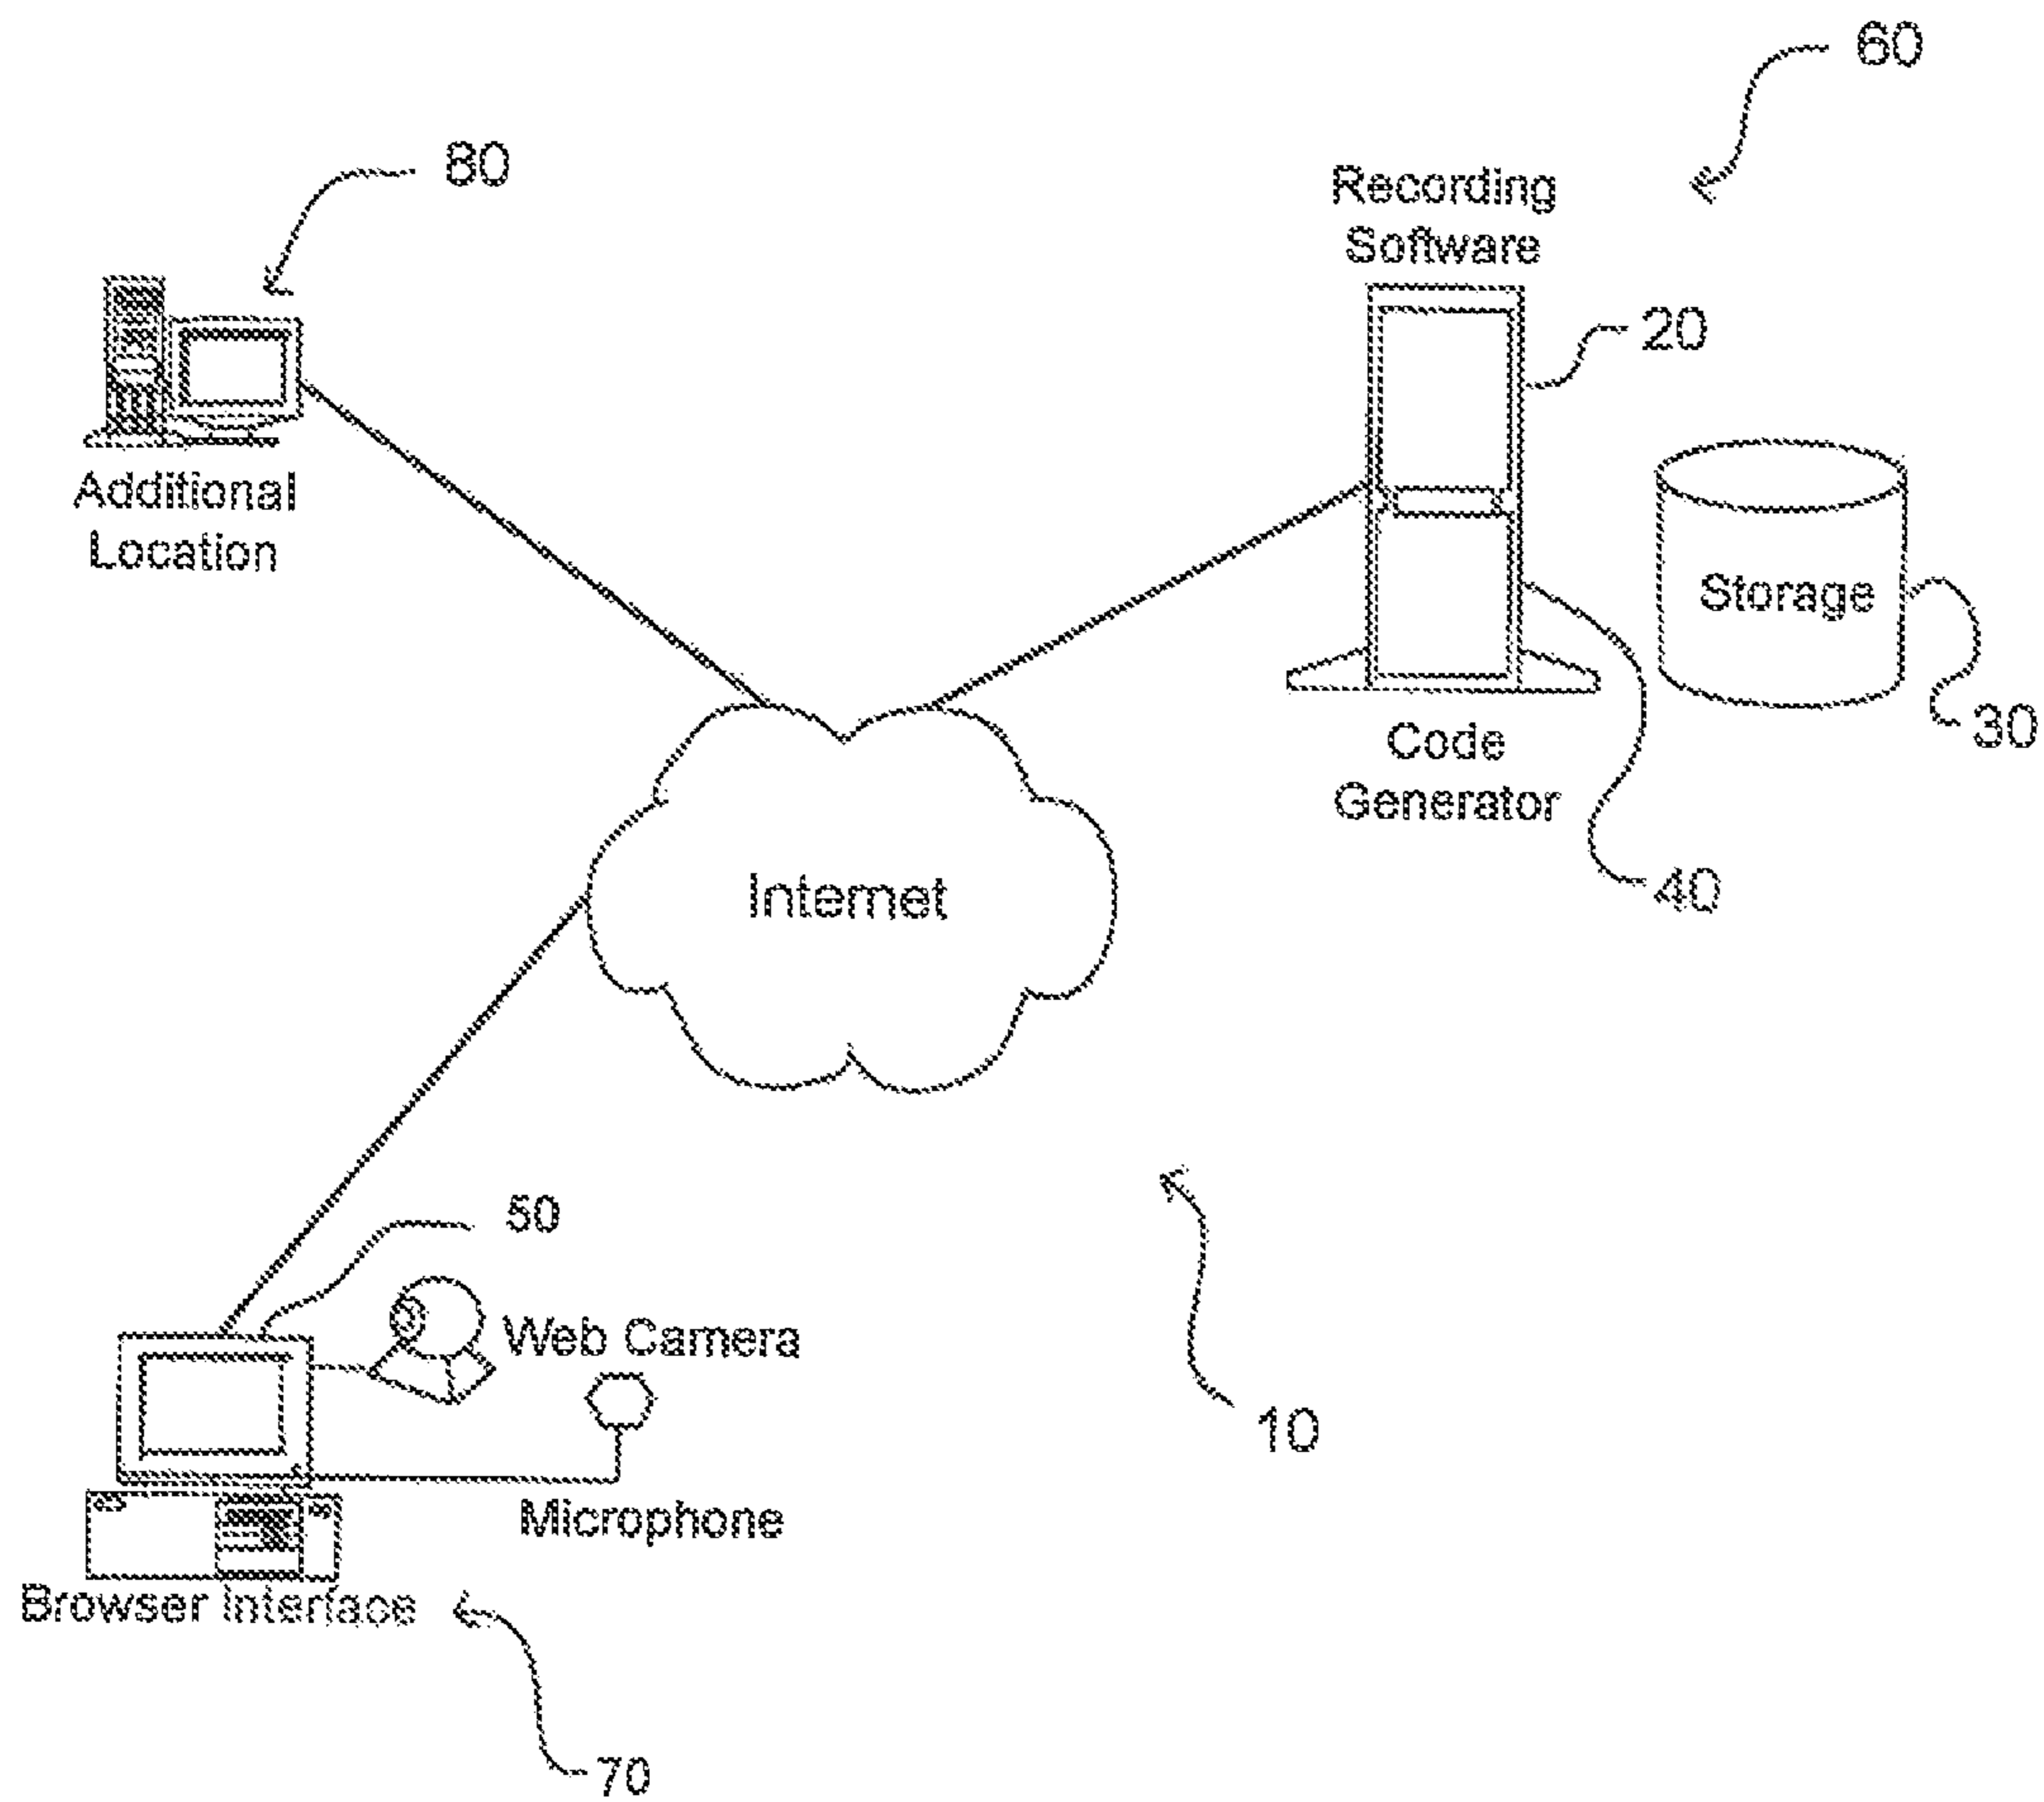 60
80
Recording
Software
20
Additional
Location
Storage
30
Code
Generator
40
Internet
50
Web Camera
10
Microphone
Browser Interface
70